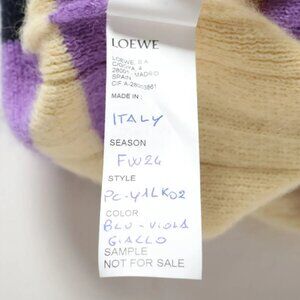 LOEWE
LOEWE, S.A.
C/GOYA, 4
28001, MADRID
SPAIN
CIF A-28003861
MADE IN:
ITALY
SEASON
FW24
STYLE
PC-Y1LK02
COLOR
BLU-VIOLA
GIALLO
SAMPLE
NOT FOR SALE